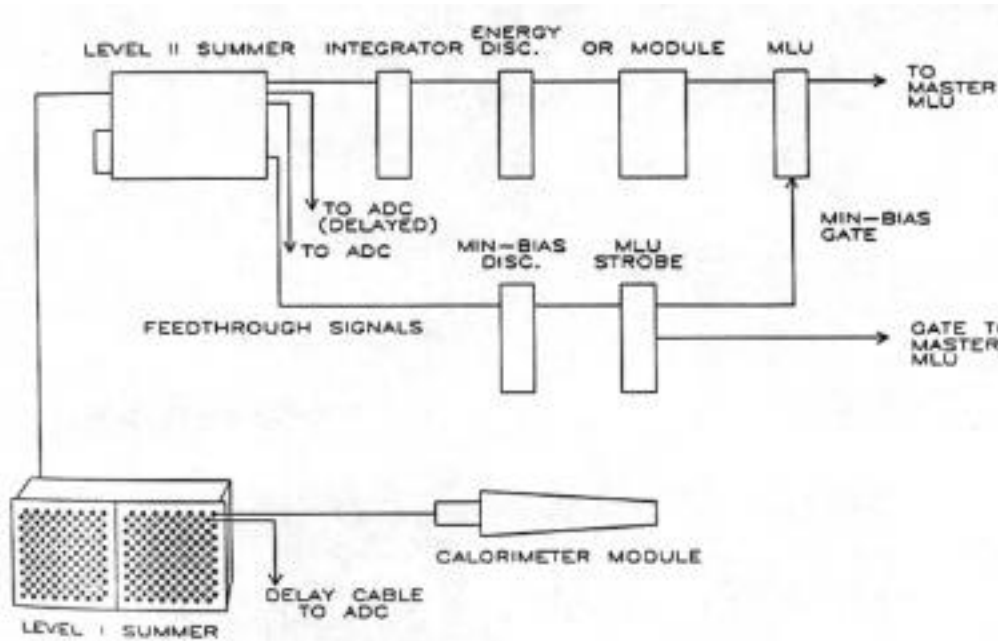 LEVEL II SUMMER
INTEGRATOR
ENERGY
DISC.
OR MODULE
MLU
TO
MASTER
MLU
TO ADC
(DELAYED)
TO ADC
MIN-BIAS
DISC.
MLU
STROBE
MIN-BIAS
GATE
FEEDTHROUGH SIGNALS
GATE TO
MASTER
MLU
CALORIMETER MODULE
DELAY CABLE
TO ADC
LEVEL I SUMMER